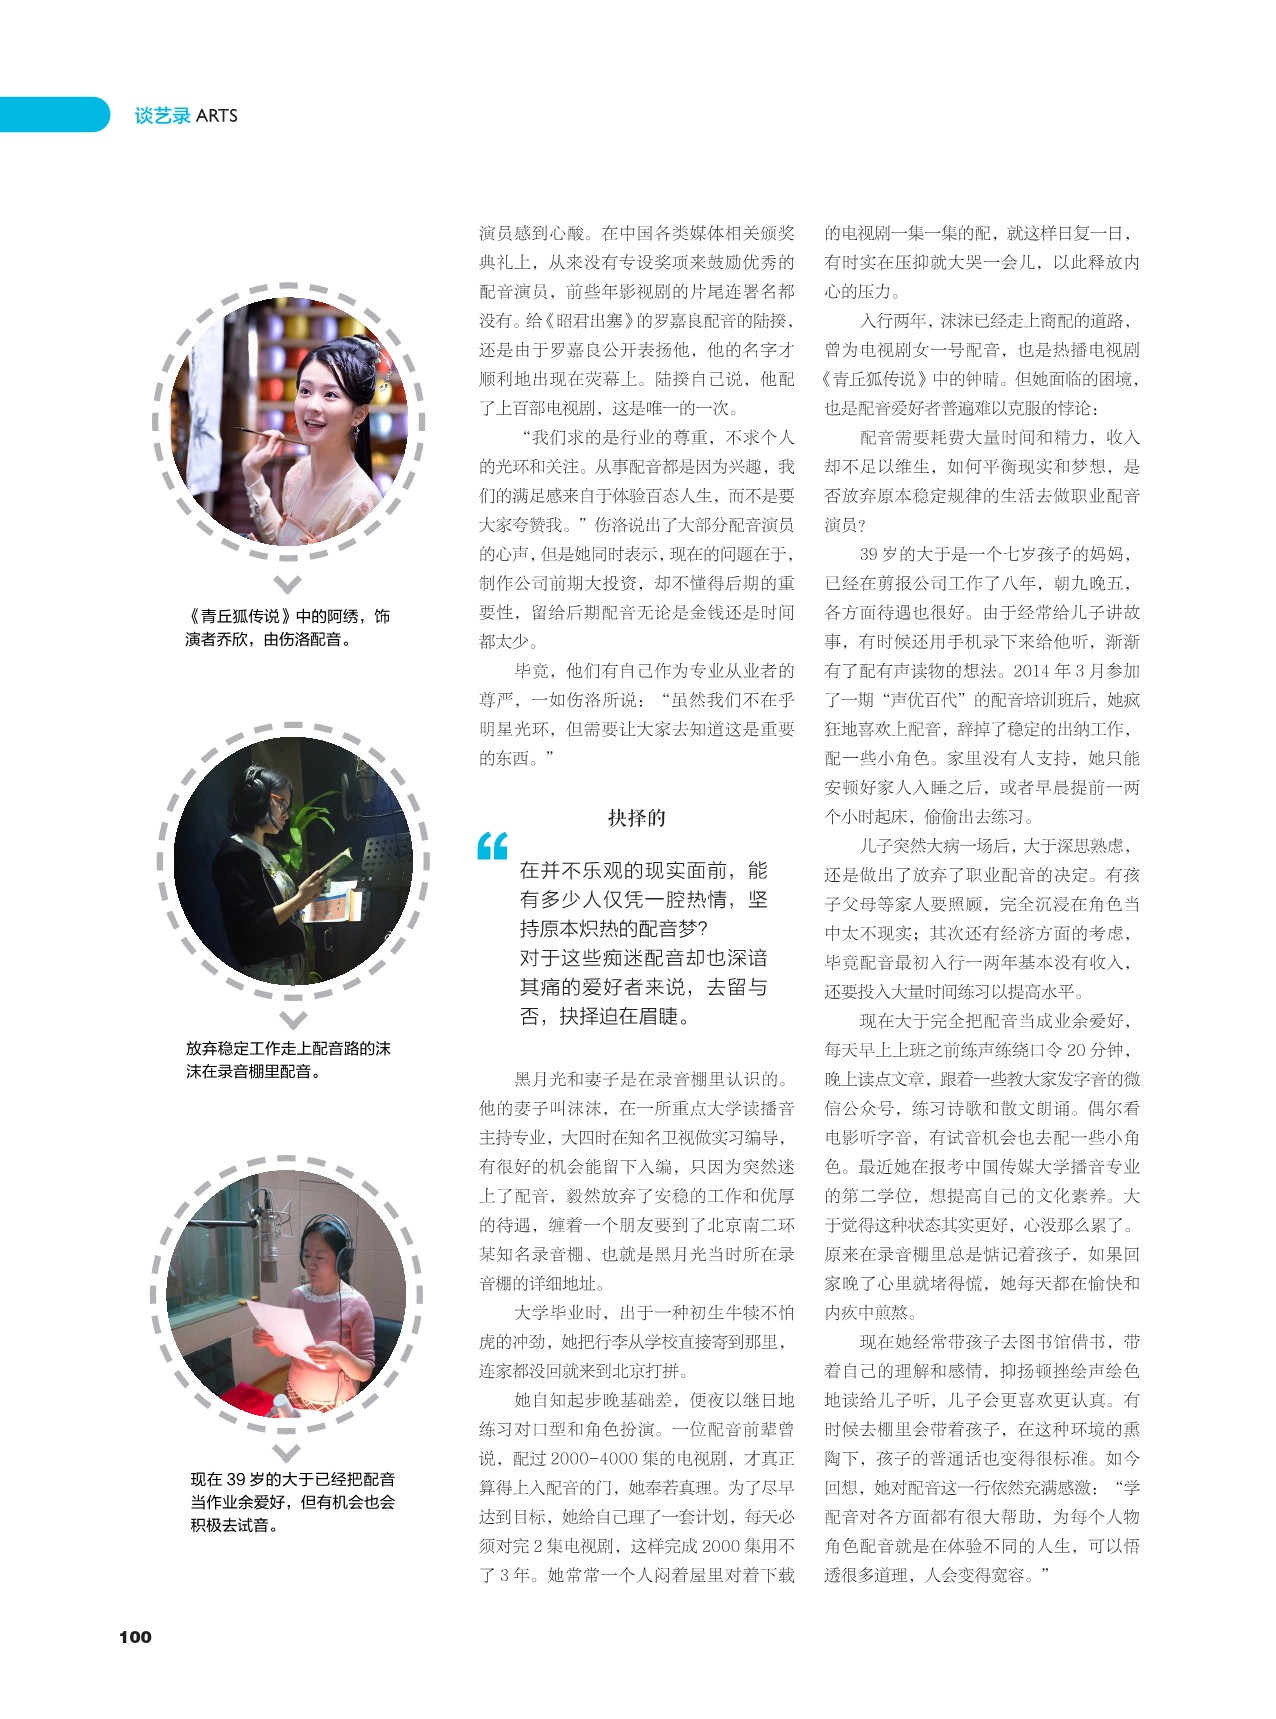 谈艺录 ARTS
《青丘狐传说》中的阿绣，饰
演者乔欣，由伤洛配音。
放弃稳定工作走上配音路的沫
沫在录音棚里配音。
现在 39 岁的大于已经把配音
当作业余爱好，但有机会也会
积极去试音。
演员感到心酸。在中国各类媒体相关颁奖
典礼上，从来没有专设奖项来鼓励优秀的
配音演员，前些年影视剧的片尾连署名都
没有。给《昭君出塞》的罗嘉良配音的陆揆，
还是由于罗嘉良公开表扬他，他的名字才
顺利地出现在荧幕上。陆揆自己说，他配
了上百部电视剧，这是唯一的一次。
“我们求的是行业的尊重，不求个人
的光环和关注。从事配音都是因为兴趣，我
们的满足感来自于体验百态人生，而不是要
大家夸赞我。”伤洛说出了大部分配音演员
的心声，但是她同时表示，现在的问题在于，
制作公司前期大投资，却不懂得后期的重
要性，留给后期配音无论是金钱还是时间
都太少。
毕竟，他们有自己作为专业从业者的
尊严，一如伤洛所说：“虽然我们不在乎
明星光环，但需要让大家去知道这是重要
的东西。”
抉择的
“
在并不乐观的现实面前，能
有多少人仅凭一腔热情，坚
持原本炽热的配音梦？
对于这些痴迷配音却也深谙
其痛的爱好者来说，去留与
否，抉择迫在眉睫。
黑月光和妻子是在录音棚里认识的。
他的妻子叫沫沫，在一所重点大学读播音
主持专业，大四时在知名卫视做实习编导，
有很好的机会能留下入编，只因为突然迷
上了配音，毅然放弃了安稳的工作和优厚
的待遇，缠着一个朋友要到了北京南二环
某知名录音棚、也就是黑月光当时所在录
音棚的详细地址。
大学毕业时，出于一种初生牛犊不怕
虎的冲劲，她把行李从学校直接寄到那里，
连家都没回就来到北京打拼。
她自知起步晚基础差，便夜以继日地
练习对口型和角色扮演。一位配音前辈曾
说，配过 2000-4000 集的电视剧，才真正
算得上入配音的门，她奉若真理。为了尽早
达到目标，她给自己理了一套计划，每天必
须对完 2 集电视剧，这样完成 2000 集用不
了 3 年。她常常一个人闷着屋里对着下载
的电视剧一集一集的配，就这样日复一日，
有时实在压抑就大哭一会儿，以此释放内
心的压力。
入行两年，沫沫已经走上商配的道路，
曾为电视剧女一号配音，也是热播电视剧
《青丘狐传说》中的钟晴。但她面临的困境，
也是配音爱好者普遍难以克服的悖论：
配音需要耗费大量时间和精力，收入
却不足以维生，如何平衡现实和梦想，是
否放弃原本稳定规律的生活去做职业配音
演员？
39 岁的大于是一个七岁孩子的妈妈，
已经在剪报公司工作了八年，朝九晚五，
各方面待遇也很好。由于经常给儿子讲故
事，有时候还用手机录下来给他听，渐渐
有了配有声读物的想法。2014 年 3 月参加
了一期“声优百代”的配音培训班后，她疯
狂地喜欢上配音，辞掉了稳定的出纳工作，
配一些小角色。家里没有人支持，她只能
安顿好家人入睡之后，或者早晨提前一两
个小时起床，偷偷出去练习。
儿子突然大病一场后，大于深思熟虑，
还是做出了放弃了职业配音的决定。有孩
子父母等家人要照顾，完全沉浸在角色当
中太不现实；其次还有经济方面的考虑，
毕竟配音最初入行一两年基本没有收入，
还要投入大量时间练习以提高水平。
现在大于完全把配音当成业余爱好，
每天早上上班之前练声练绕口令 20 分钟，
晚上读点文章，跟着一些教大家发字音的微
信公众号，练习诗歌和散文朗诵。偶尔看
电影听字音，有试音机会也去配一些小角
色。最近她在报考中国传媒大学播音专业
的第二学位，想提高自己的文化素养。大
于觉得这种状态其实更好，心没那么累了。
原来在录音棚里总是惦记着孩子，如果回
家晚了心里就堵得慌，她每天都在愉快和
内疚中煎熬。
现在她经常带孩子去图书馆借书，带
着自己的理解和感情，抑扬顿挫绘声绘色
地读给儿子听，儿子会更喜欢更认真。有
时候去棚里会带着孩子，在这种环境的熏
陶下，孩子的普通话也变得很标准。如今
回想，她对配音这一行依然充满感激：“学
配音对各方面都有很大帮助，为每个人物
角色配音就是在体验不同的人生，可以悟
透很多道理，人会变得宽容。”
100